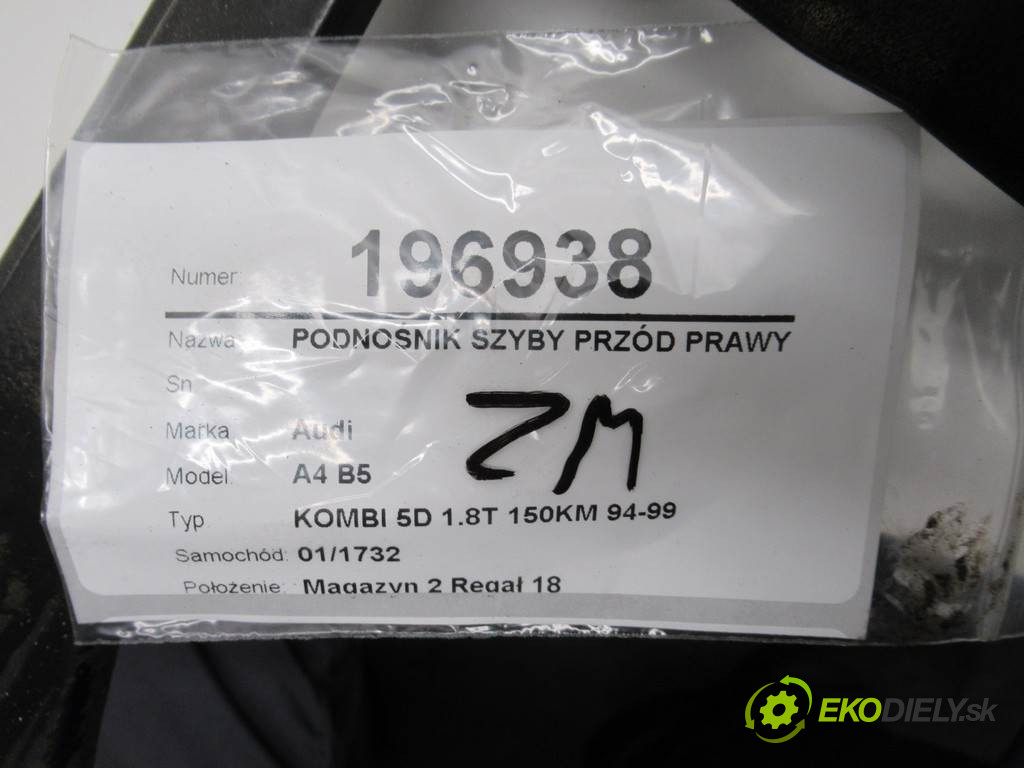 Numer: 196938
Nazwa: PODNOSNIK SZYBY PRZÓD PRAWY
Sn
ZM
Marka Audi
Model: A4 B5
Typ KOMBI 5D 1.8T 150KM 94-99
Samochód: 01/1732
Położenie: Magazyn 2 Regał 18
EKODIELY.sk